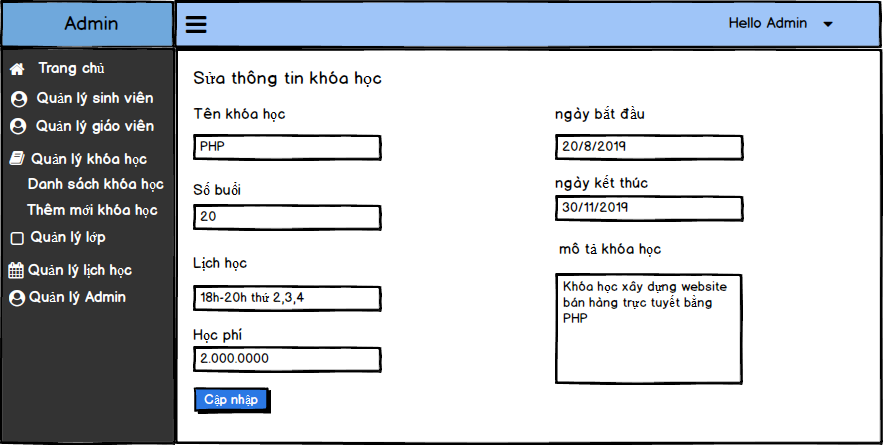 Admin
Hello Admin
Trang chủ
Quản lý sinh viên
Quản lý giáo viên
Quản lý khóa học
Danh sách khóa học
Thêm mới khóa học
Quản lý lớp
Quản lý lịch học
Quản lý Admin
Sửa thông tin khóa học
Tên khóa học
PHP
Số buổi
20
Lịch học
18h-20h thứ 2,3,4
Học phí
2.000.0000
Cập nhập
ngày bắt đầu
20/8/2019
ngày kết thúc
30/11/2019
mô tả khóa học
Khóa học xây dựng website
bán hàng trực tuyết bằng
PHP